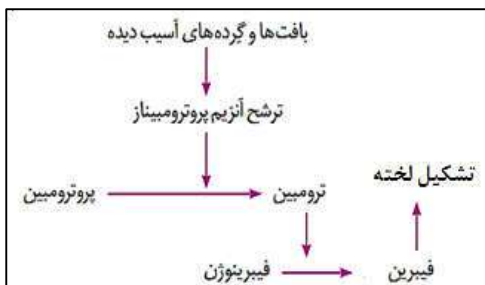 بافت‌ها و گرده‌های آسیب دیده
ترشح آنزیم پروترومبیناز
تشکیل لخته
پروترومبین
ترومبین
فیبرینوژن
فیبرین